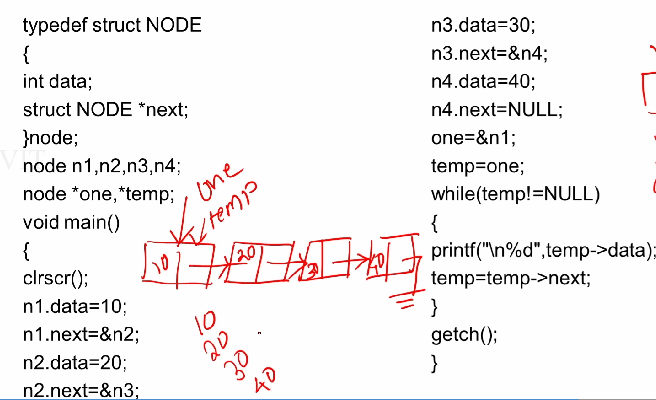 typedef struct NODE
{
int data;
struct NODE *next;
}node;
node n1,n2,n3,n4;
node *one,*temp;
void main()
{
clrscr();
n1.data=10;
n1.next=&n2;
n2.data=20;
n2.next=&n3;
n3.data=30;
n3.next=&n4;
n4.data=40;
n4.next=NULL;
one=&n1;
temp=one;
while(temp!=NULL)
{
printf("\n%d",temp->data);
temp=temp->next;
}
getch();
}
one
temp
10 20 30 40
10
20
30
40